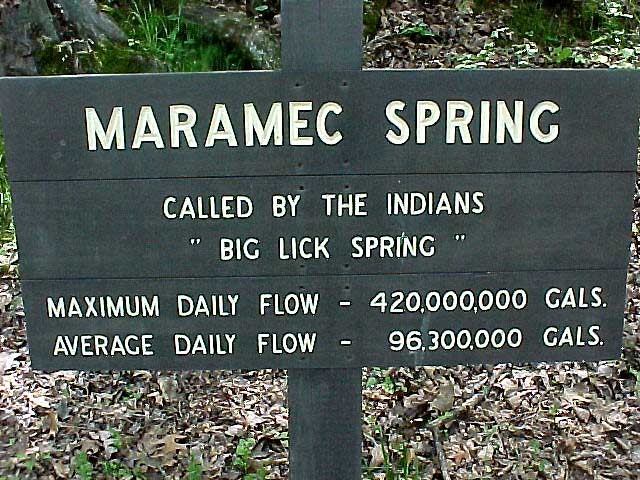 MARAMEC SPRING
CALLED BY THE INDIANS
" BIG LICK SPRING "
MAXIMUM DAILY FLOW - 420,000,000 GALS.
AVERAGE DAILY FLOW - 96,300,000 GALS.